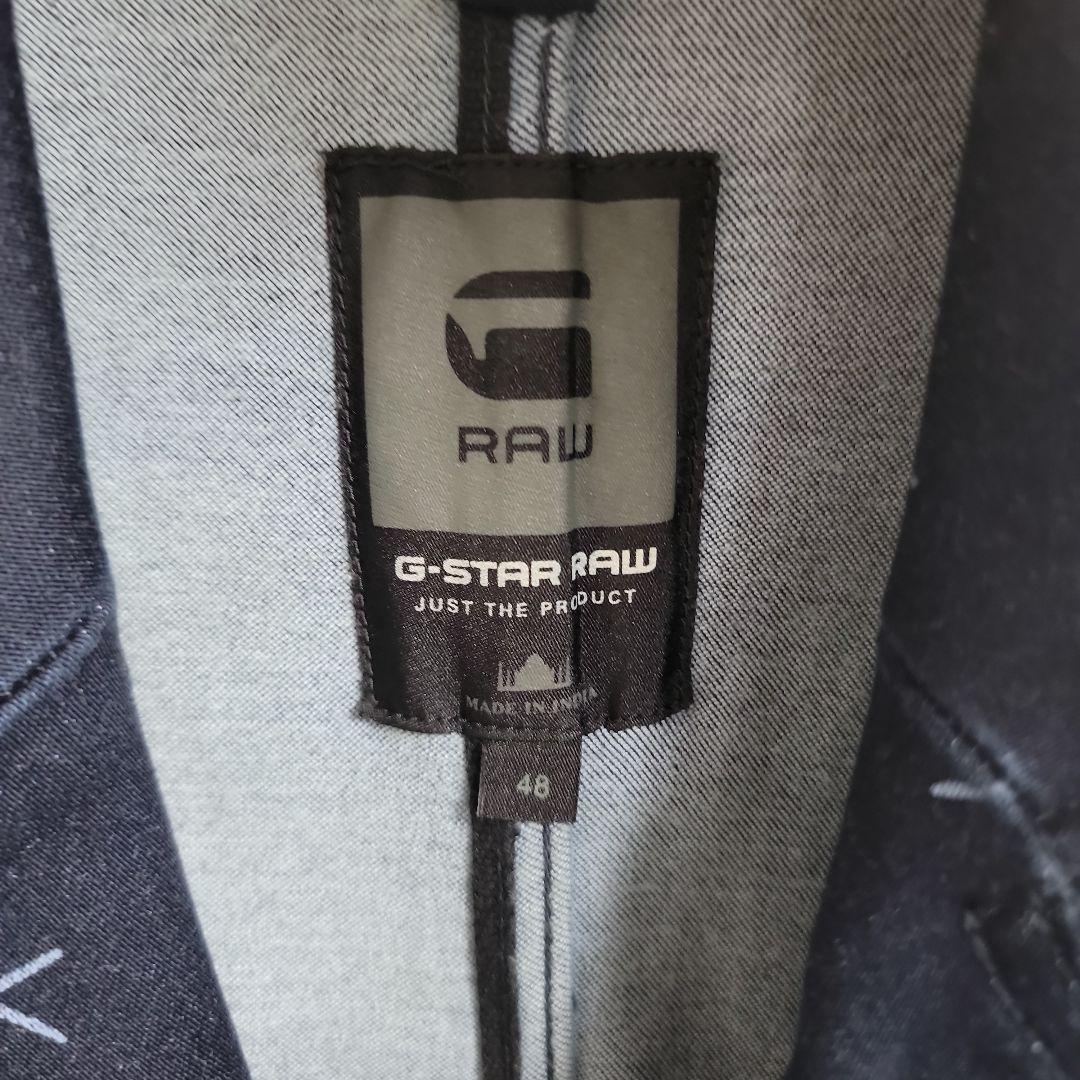 RAW
G-STAR RAW
JUST THE PRODUCT
MADE IN INDIA
48